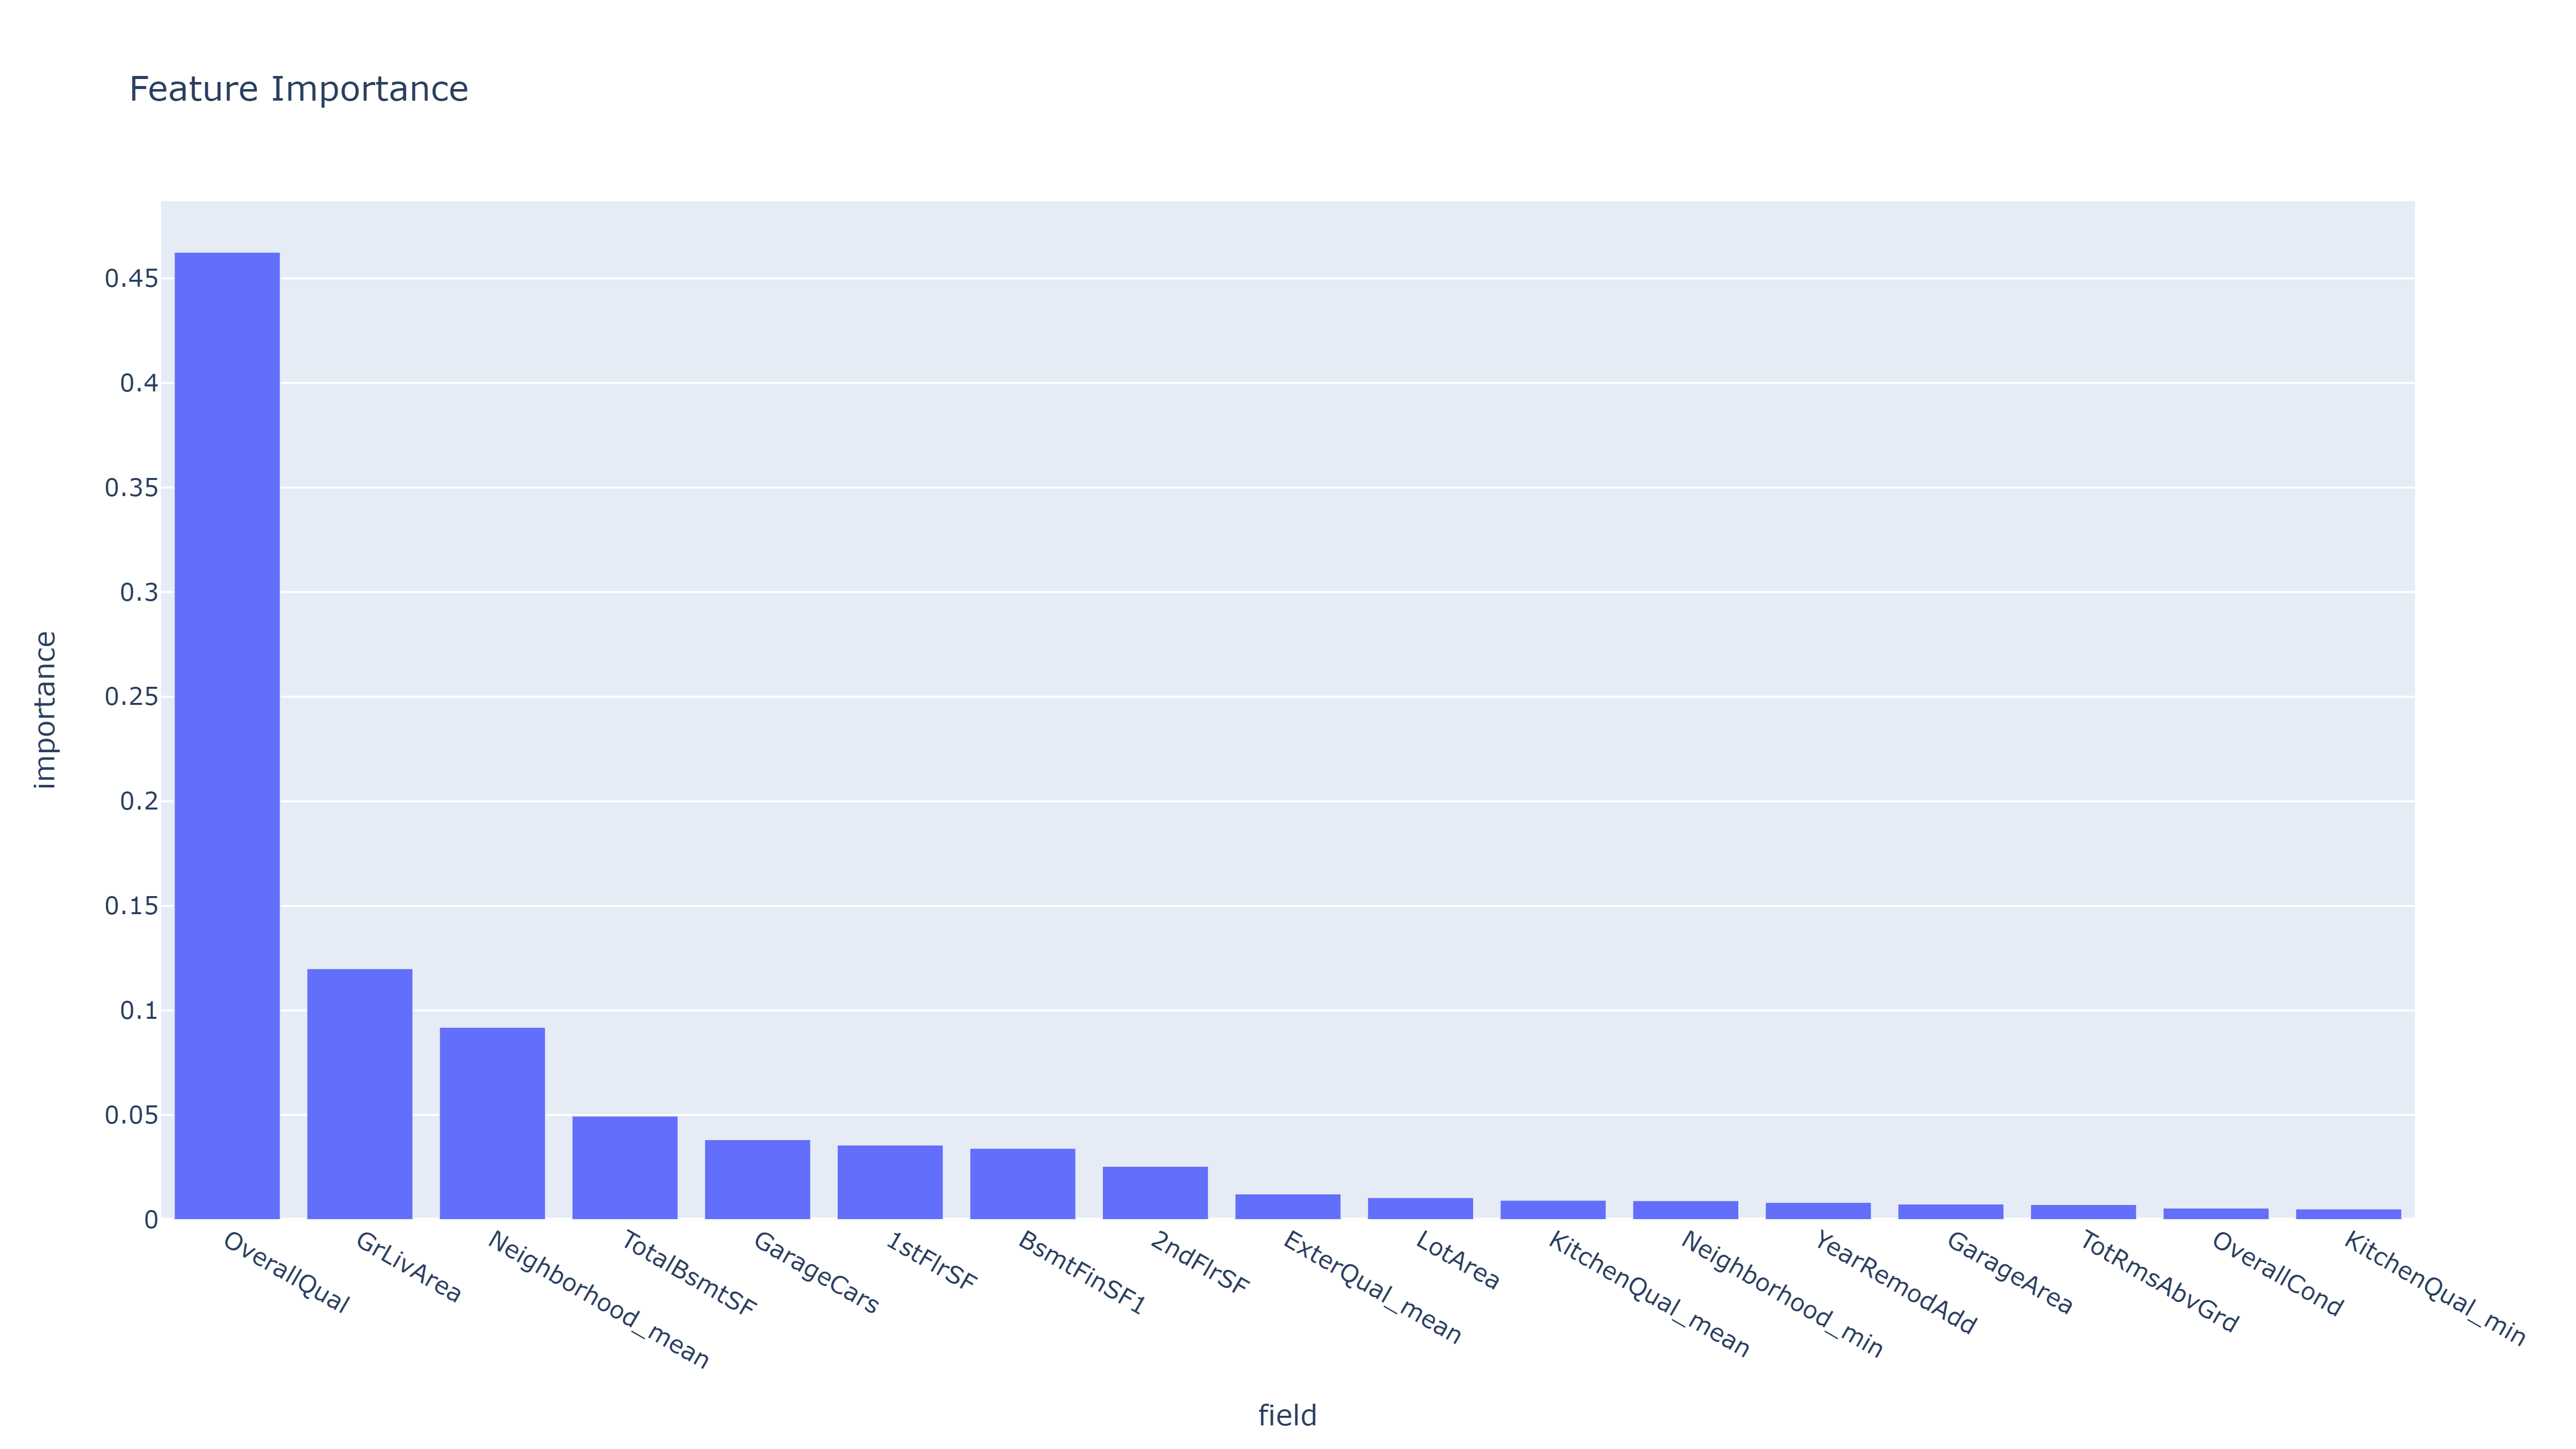 Feature Importance
importance
0.45
0.4
0.35
0.3
0.25
0.2
0.15
0.1
0.05
0
OverallQual
GrLivArea
Neighborhood_mean
TotalBsmtSF
GarageCars
1stFlrSF
BsmtFinSF1
2ndFlrSF
ExterQual_mean
LotArea
KitchenQual_mean
Neighborhood_min
YearRemodAdd
GarageArea
TotRmsAbvGrd
OverallCond
KitchenQual_min
field